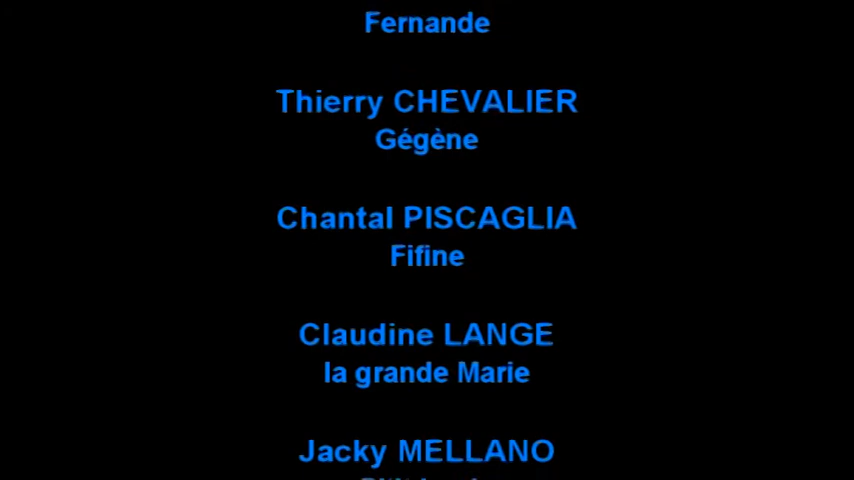 Fernande
Thierry CHEVALIER
Gégène
Chantal PISCAGLIA
Fifine
Claudine LANGE
la grande Marie
Jacky MELLANO